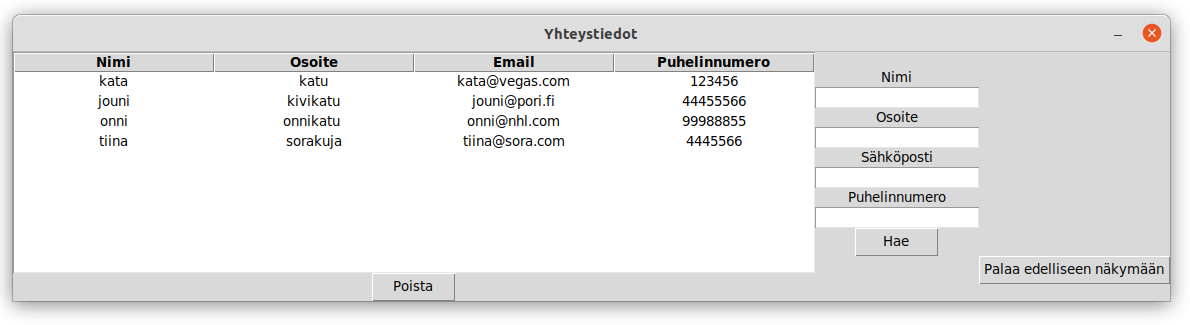 Yhteystiedot
Nimi Osoite Email Puhelinnumero
kata katu kata@vegas.com 123456
jouni kivikatu jouni@pori.fi 44455566
onni onnikatu onni@nhl.com 99988855
tiina sorakuja tiina@sora.com 4445566
Nimi
Osoite
Sähköposti
Puhelinnumero
Hae
Palaa edelliseen näkymään
Poista